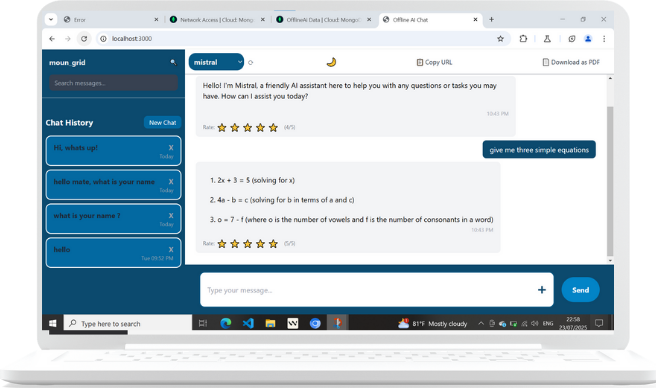 Error
Network Access | Cloud: Mong
OfflineAi Data | Cloud: Mongo
Offline AI Chat
localhost:3000
moun_grid
mistral
Copy URL
Download as PDF
Search messages...
Hello! I'm Mistral, a friendly AI assistant here to help you with any questions or tasks you may
have. How can I assist you today?
10:43 PM
Rate:
(4/5)
Chat History
New Chat
Hi, whats up!
X
Today
hello mate, what is your name
X
Today
what is your name ?
X
Today
hello
X
Tue 09:52 PM
give me three simple equations
1. 2x + 3 = 5 (solving for x)
2. 4a - b = c (solving for b in terms of a and c)
3. o = 7 - f (where o is the number of vowels and f is the number of consonants in a word)
10:45 PM
Rate:
(5/5)
Type your message...
+
Send
Type here to search
81°F Mostly cloudy
ENG
22:58
23/07/2025